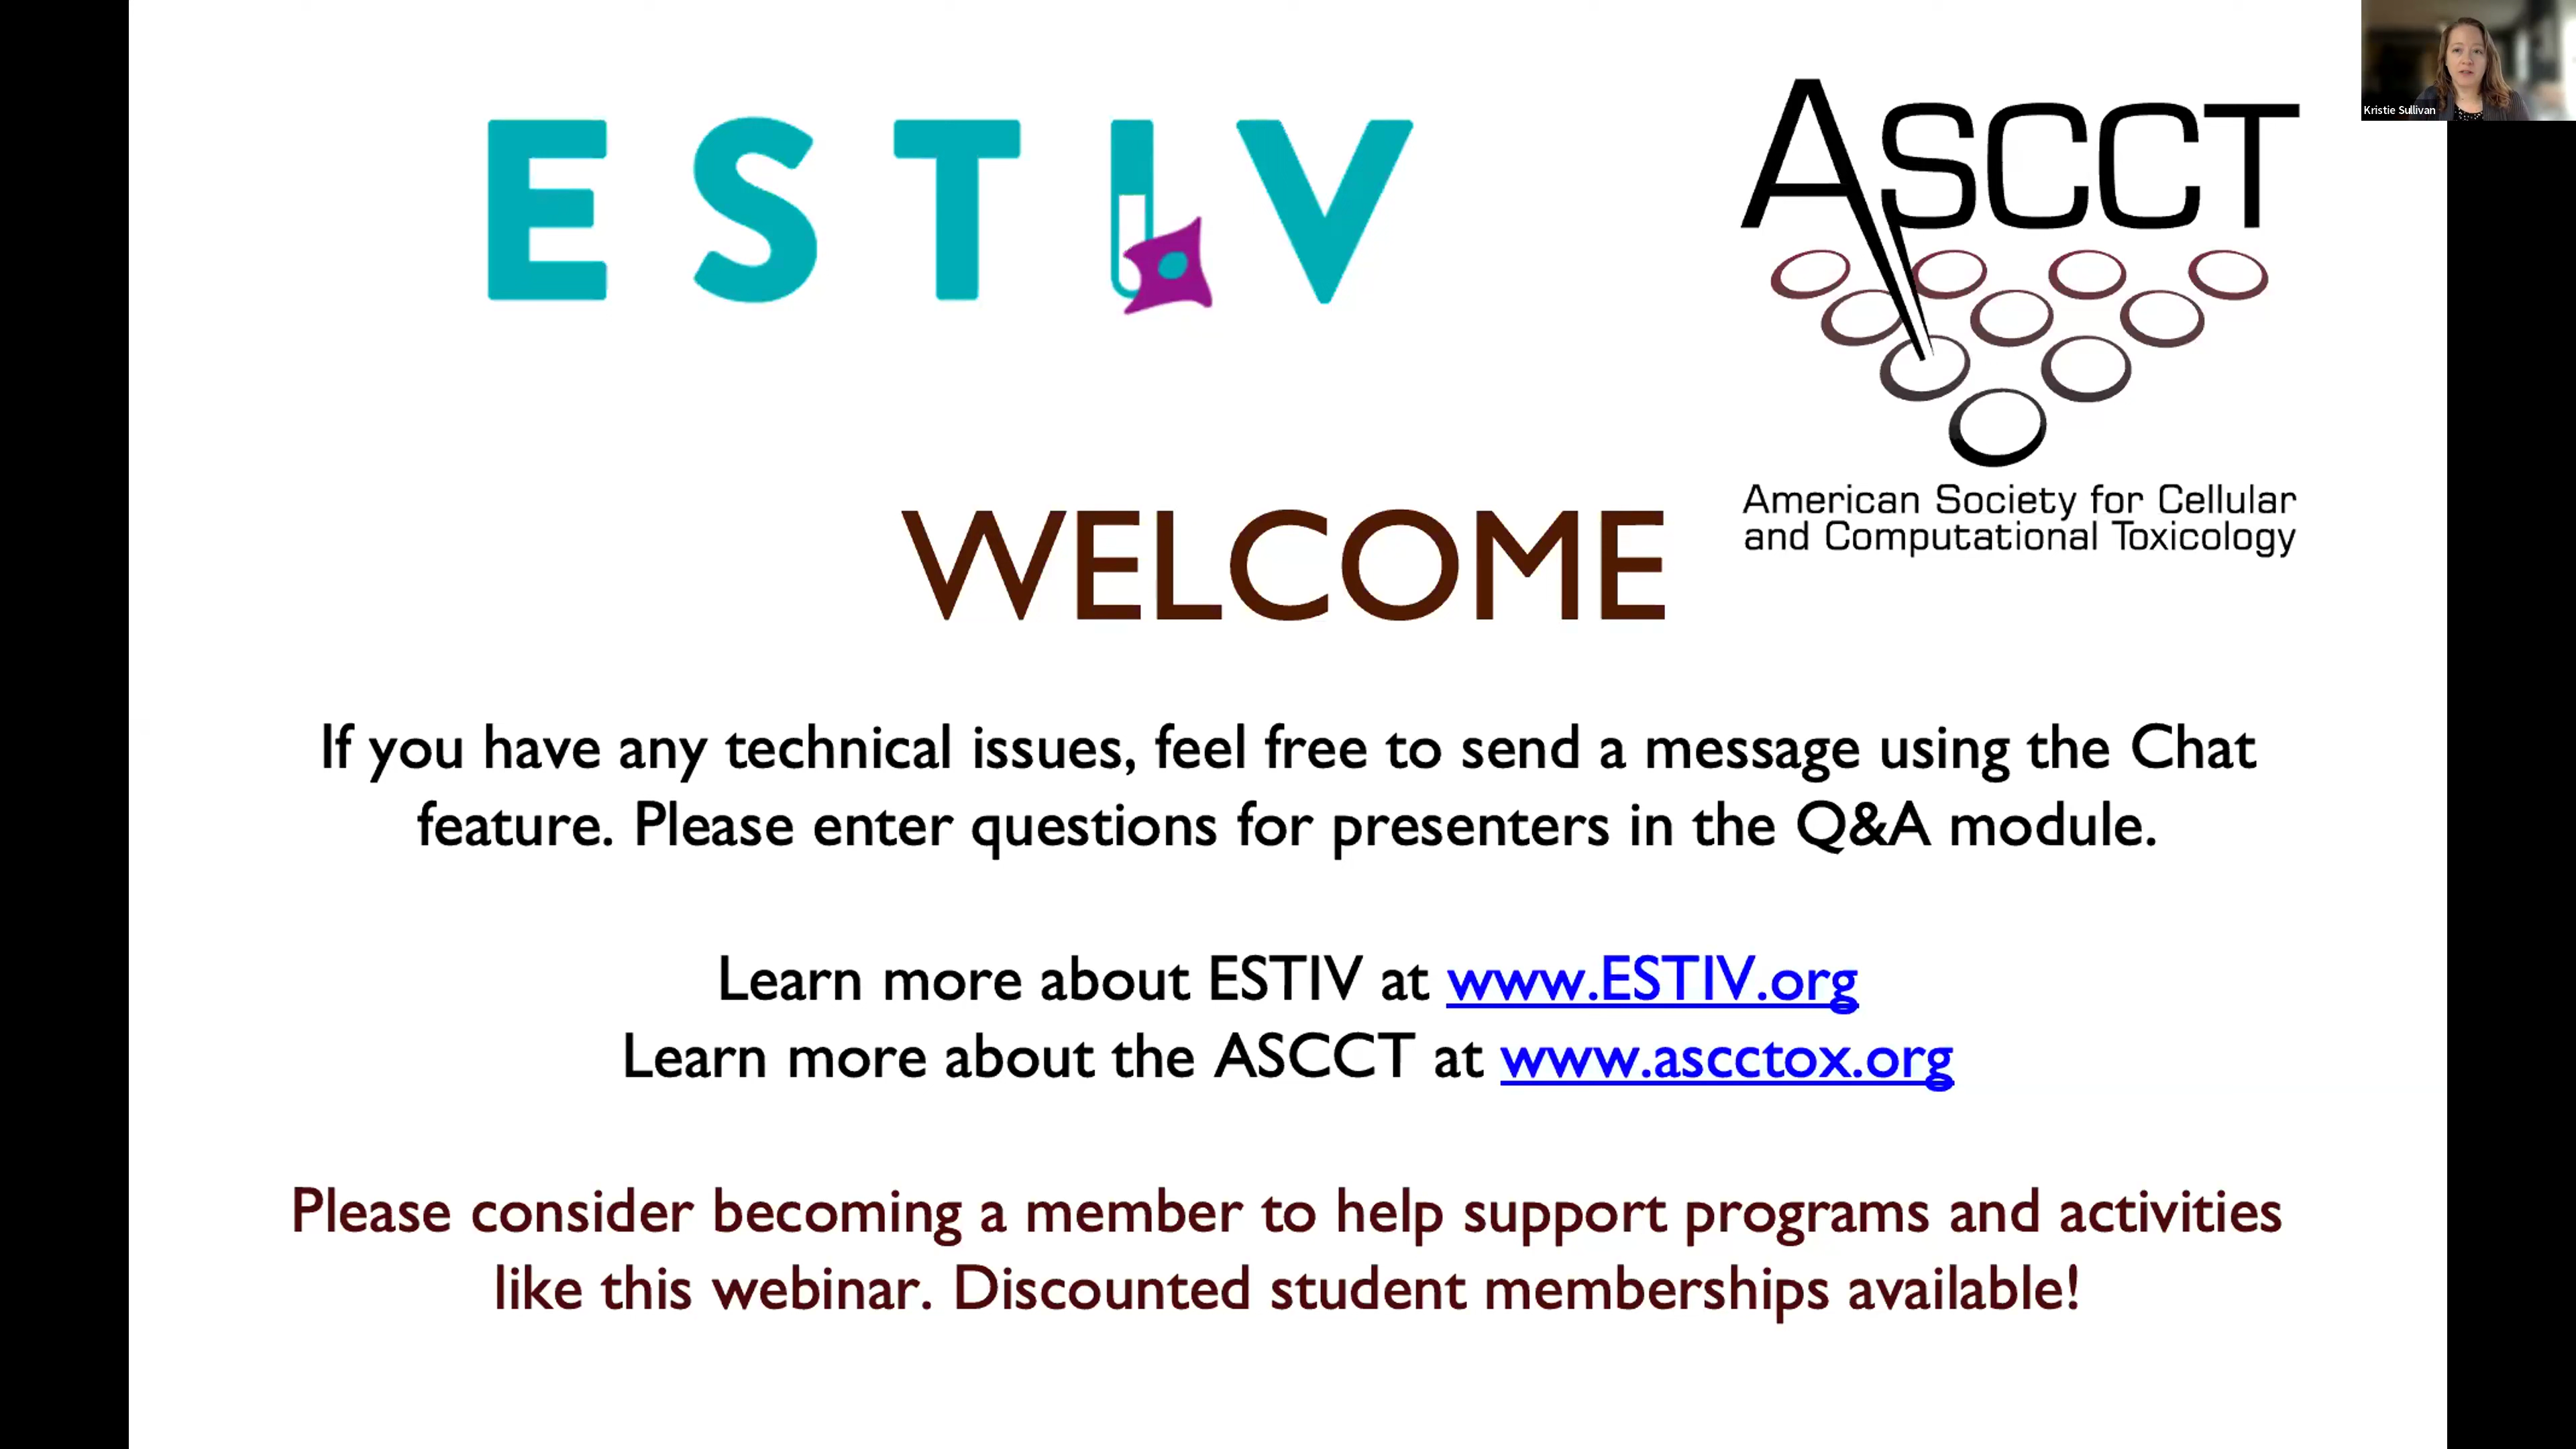 ESTIV
ASCCT
Kristie Sullivan
American Society for Cellular
and Computational Toxicology
WELCOME
If you have any technical issues, feel free to send a message using the Chat
feature. Please enter questions for presenters in the Q&A module.
Learn more about ESTIV at www.ESTIV.org
Learn more about the ASCCT at www.ascctox.org
Please consider becoming a member to help support programs and activities
like this webinar. Discounted student memberships available!